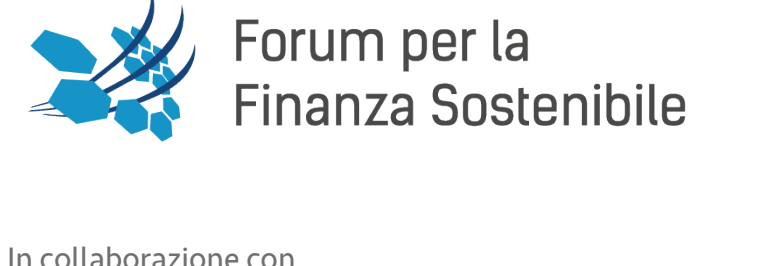 Forum per la
Finanza Sostenibile
In collaborazione con